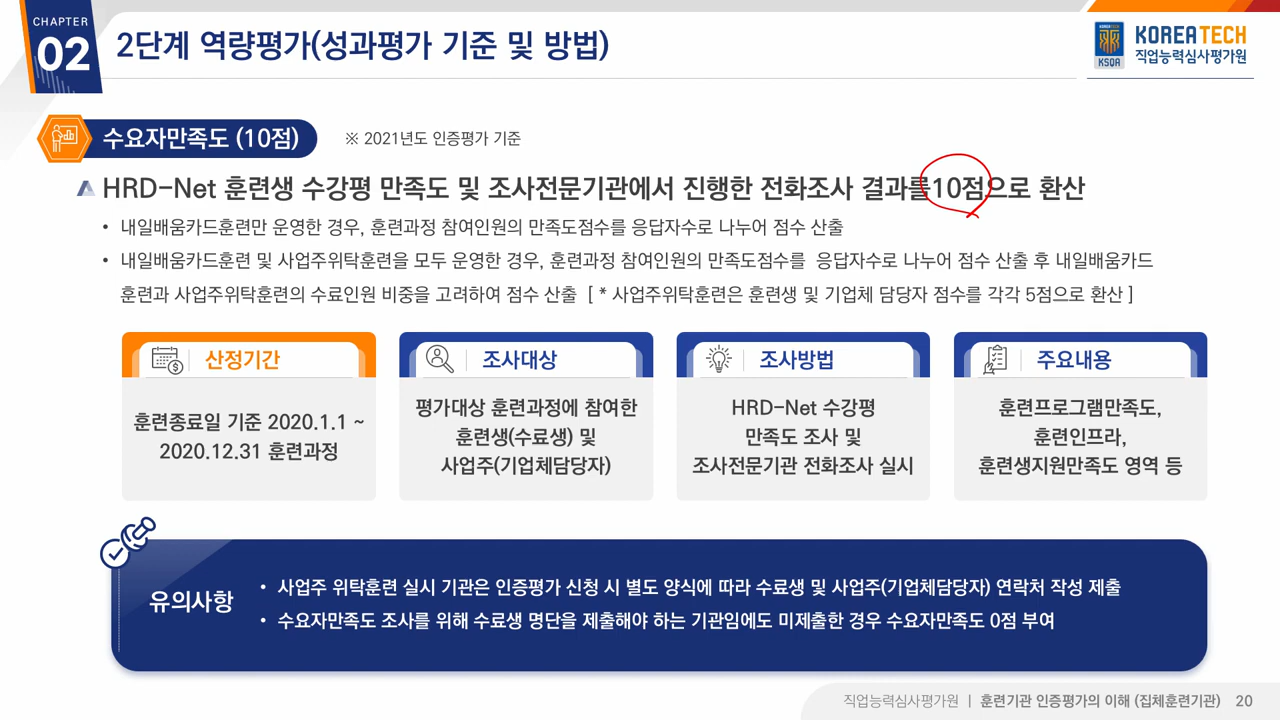 CHAPTER
02
2단계 역량평가(성과평가 기준 및 방법)
KSQA
KOREATECH
직업능력심사평가원
수요자만족도 (10점)
※ 2021년도 인증평가 기준
HRD-Net 훈련생 수강평 만족도 및 조사전문기관에서 진행한 전화조사 결과를 10점으로 환산
• 내일배움카드훈련만 운영한 경우, 훈련과정 참여인원의 만족도점수를 응답자수로 나누어 점수 산출
• 내일배움카드훈련 및 사업주위탁훈련을 모두 운영한 경우, 훈련과정 참여인원의 만족도점수를 응답자수로 나누어 점수 산출 후 내일배움카드
훈련과 사업주위탁훈련의 수료인원 비중을 고려하여 점수 산출 [ * 사업주위탁훈련은 훈련생 및 기업체 담당자 점수를 각각 5점으로 환산 ]
산정기간
훈련종료일 기준 2020.1.1 ~
2020.12.31 훈련과정
조사대상
평가대상 훈련과정에 참여한
훈련생(수료생) 및
사업주(기업체담당자)
조사방법
HRD-Net 수강평
만족도 조사 및
조사전문기관 전화조사 실시
주요내용
훈련프로그램만족도,
훈련인프라,
훈련생지원만족도 영역 등
유의사항
• 사업주 위탁훈련 실시 기관은 인증평가 신청 시 별도 양식에 따라 수료생 및 사업주(기업체담당자) 연락처 작성 제출
• 수요자만족도 조사를 위해 수료생 명단을 제출해야 하는 기관임에도 미제출한 경우 수요자만족도 0점 부여
직업능력심사평가원 | 훈련기관 인증평가의 이해 (집체훈련기관) 20